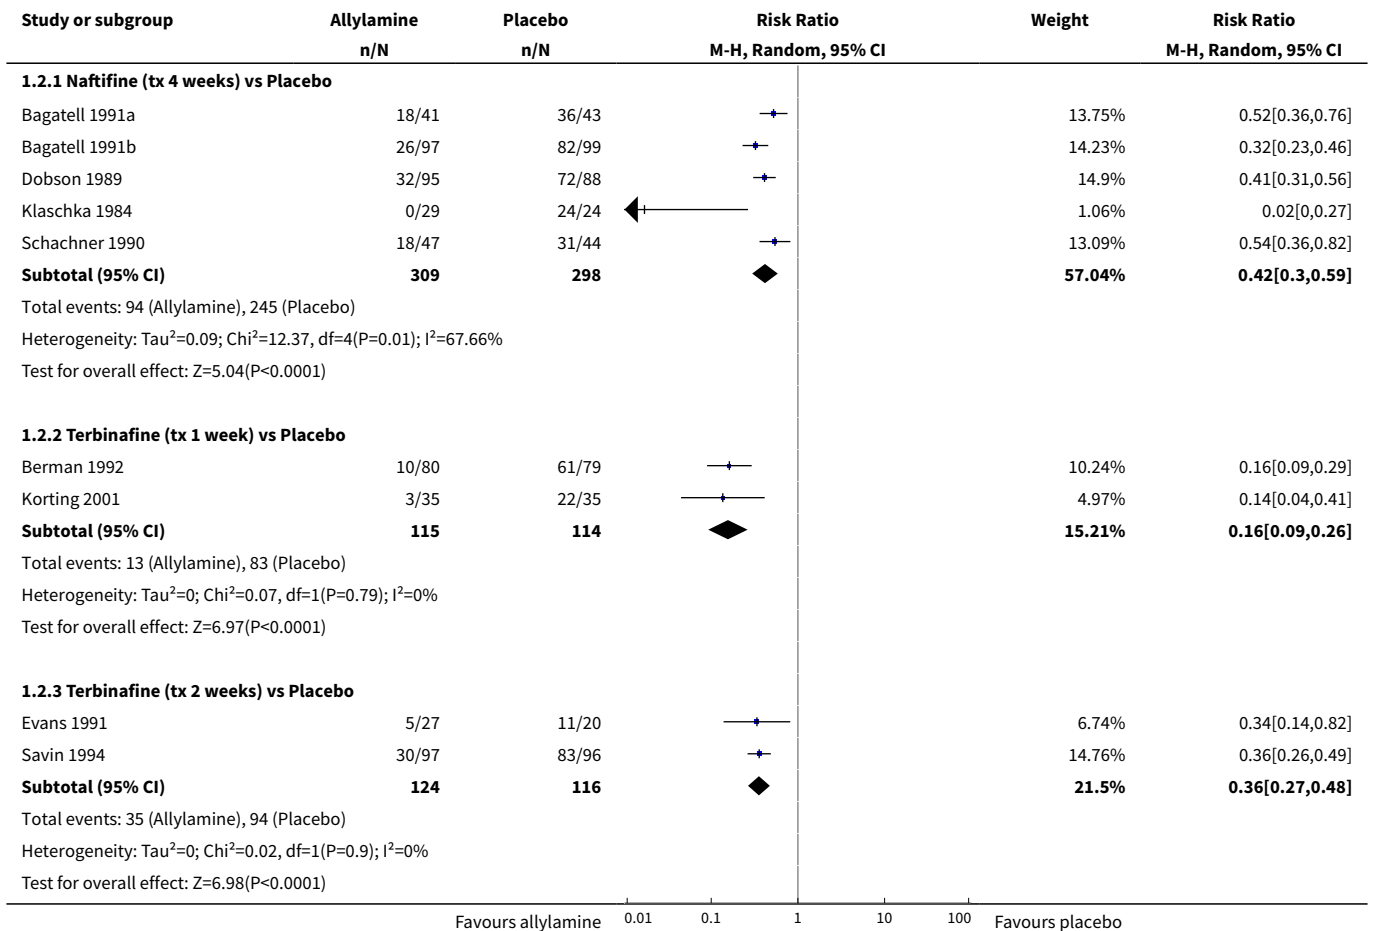 Study or subgroup Allylamine Placebo Risk Ratio Weight Risk Ratio
n/N n/N M-H, Random, 95% CI M-H, Random, 95% CI
1.2.1 Naftifine (tx 4 weeks) vs Placebo
Bagatell 1991a 18/41 36/43 13.75% 0.52[0.36,0.76]
Bagatell 1991b 26/97 82/99 14.23% 0.32[0.23,0.46]
Dobson 1989 32/95 72/88 14.9% 0.41[0.31,0.56]
Klaschka 1984 0/29 24/24 1.06% 0.02[0,0.27]
Schachner 1990 18/47 31/44 13.09% 0.54[0.36,0.82]
Subtotal (95% CI) 309 298 57.04% 0.42[0.3,0.59]
Total events: 94 (Allylamine), 245 (Placebo)
Heterogeneity: Tau²=0.09; Chi²=12.37, df=4(P=0.01); I²=67.66%
Test for overall effect: Z=5.04(P<0.0001)
1.2.2 Terbinafine (tx 1 week) vs Placebo
Berman 1992 10/80 61/79 10.24% 0.16[0.09,0.29]
Korting 2001 3/35 22/35 4.97% 0.14[0.04,0.41]
Subtotal (95% CI) 115 114 15.21% 0.16[0.09,0.26]
Total events: 13 (Allylamine), 83 (Placebo)
Heterogeneity: Tau²=0; Chi²=0.07, df=1(P=0.79); I²=0%
Test for overall effect: Z=6.97(P<0.0001)
1.2.3 Terbinafine (tx 2 weeks) vs Placebo
Evans 1991 5/27 11/20 6.74% 0.34[0.14,0.82]
Savin 1994 30/97 83/96 14.76% 0.36[0.26,0.49]
Subtotal (95% CI) 124 116 21.5% 0.36[0.27,0.48]
Total events: 35 (Allylamine), 94 (Placebo)
Heterogeneity: Tau²=0; Chi²=0.02, df=1(P=0.9); I²=0%
Test for overall effect: Z=6.98(P<0.0001)
Favours allylamine 0.01 0.1 1 10 100 Favours placebo